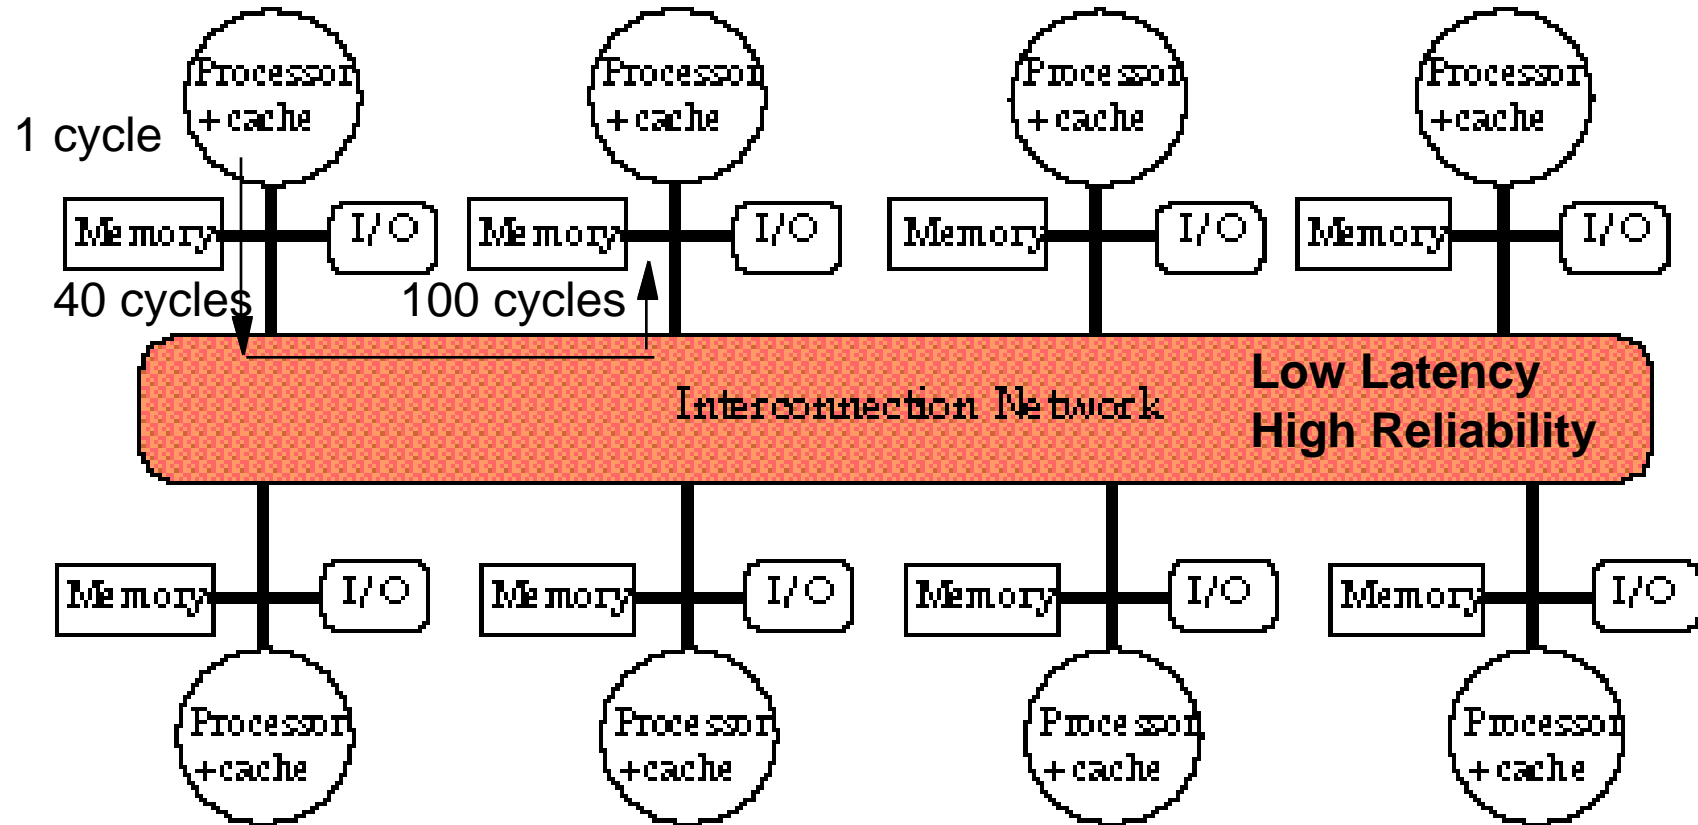 Processor
+cache
Processor
+cache
Processor
+cache
Processor
+cache
1 cycle
Memory
I/O
Memory
I/O
Memory
I/O
Memory
I/O
40 cycles
100 cycles
Interconnection Network
Low Latency
High Reliability
Memory
I/O
Memory
I/O
Memory
I/O
Memory
I/O
Processor
+cache
Processor
+cache
Processor
+cache
Processor
+cache